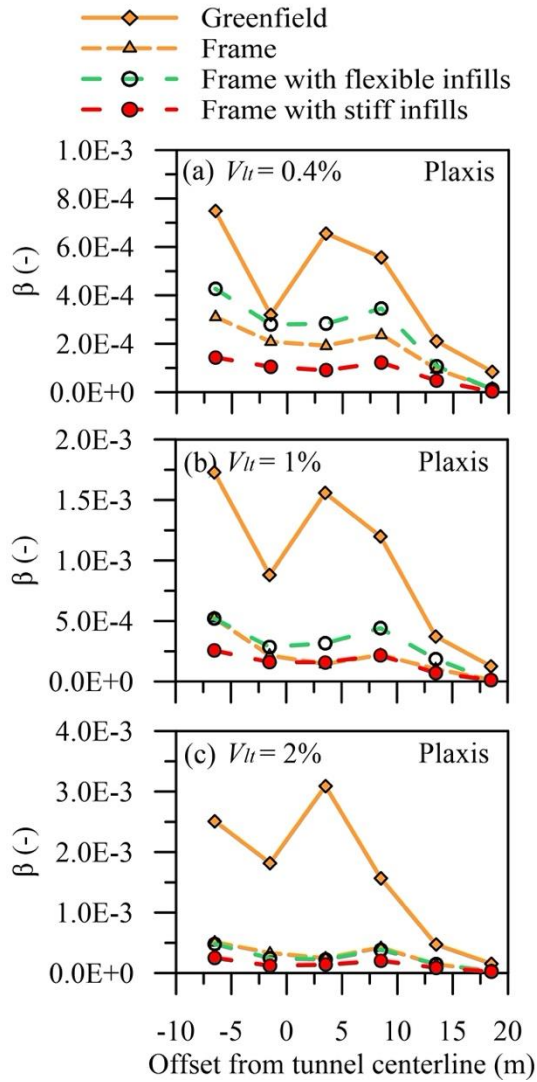 Greenfield
Frame
Frame with flexible infills
Frame with stiff infills
(a) Vlt = 0.4% Plaxis
1.0E-3
8.0E-4
6.0E-4
4.0E-4
2.0E-4
0.0E+0
β (-)
(b) Vlt = 1% Plaxis
2.0E-3
1.5E-3
1.0E-3
5.0E-4
0.0E+0
β (-)
(c) Vlt = 2% Plaxis
4.0E-3
3.0E-3
2.0E-3
1.0E-3
0.0E+0
β (-)
-10 -5 0 5 10 15 20
Offset from tunnel centerline (m)